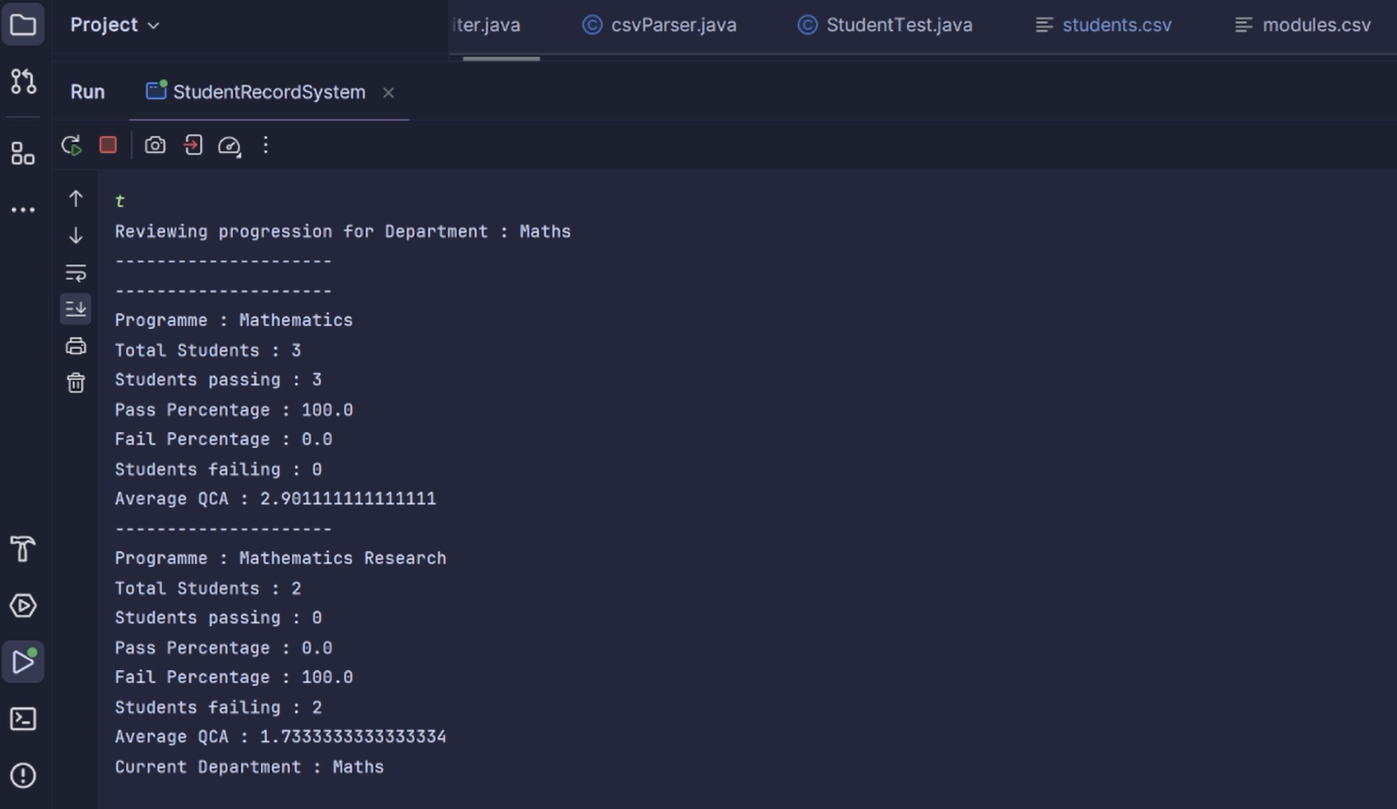 Project
iter.java csvParser.java StudentTest.java students.csv modules.csv
Run StudentRecordSystem
t
Reviewing progression for Department : Maths
---------------------
---------------------
Programme : Mathematics
Total Students : 3
Students passing : 3
Pass Percentage : 100.0
Fail Percentage : 0.0
Students failing : 0
Average QCA : 2.901111111111111
---------------------
Programme : Mathematics Research
Total Students : 2
Students passing : 0
Pass Percentage : 0.0
Fail Percentage : 100.0
Students failing : 2
Average QCA : 1.7333333333333334
Current Department : Maths